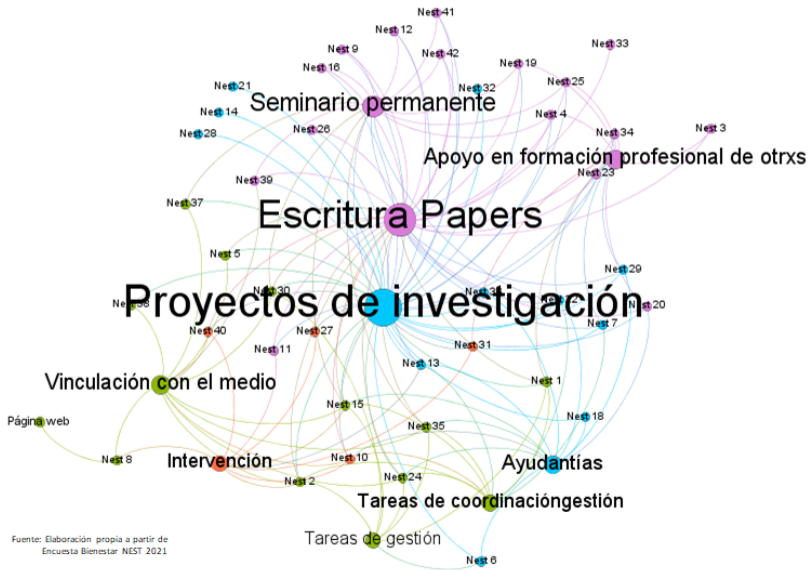 Nest 41
Nest 12
Nest 33
Nest 9
Nest 42
Nest 16
Nest 19
Nest 25
Nest 21
Nest 32
Seminario permanente
Nest 14
Nest 4
Nest 28
Nest 26
Nest 34
Nest 3
Apoyo en formación profesional de otrxs
Nest 23
Nest 39
Nest 37
Escritura Papers
Nest 5
Nest 29
Nest 30
Proyectos de investigación
Nest 20
Nest 7
Nest 40
Nest 27
Nest 11
Nest 31
Nest 13
Vinculación con el medio
Nest 1
Nest 15
Nest 18
Página web
Nest 35
Nest 8
Intervención
Nest 10
Ayudantías
Nest 2
Nest 24
Tareas de coordinacióngestión
Tareas de gestión
Fuente: Elaboración propia a partir de
Encuesta Bienestar NEST 2021
Nest 6